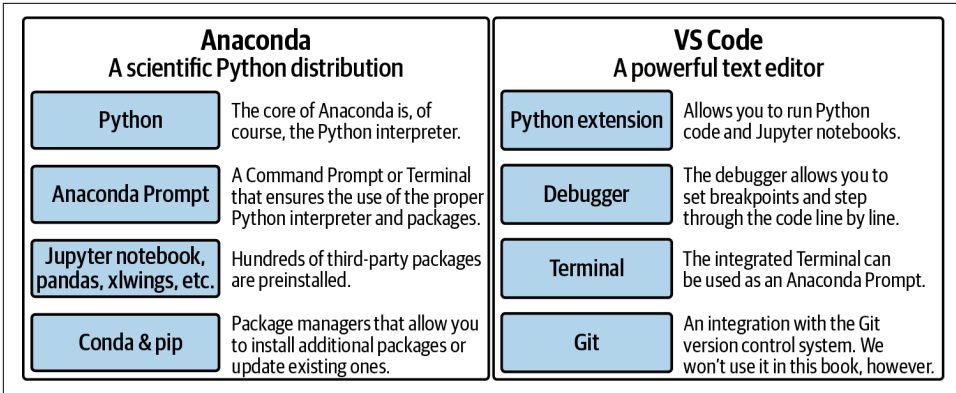 Anaconda
A scientific Python distribution
Python
The core of Anaconda is, of
course, the Python interpreter.
Anaconda Prompt
A Command Prompt or Terminal
that ensures the use of the proper
Python interpreter and packages.
Jupyter notebook,
pandas, xlwings, etc.
Hundreds of third-party packages
are preinstalled.
Conda & pip
Package managers that allow you
to install additional packages or
update existing ones.
VS Code
A powerful text editor
Python extension
Allows you to run Python
code and Jupyter notebooks.
Debugger
The debugger allows you to
set breakpoints and step
through the code line by line.
Terminal
The integrated Terminal can
be used as an Anaconda Prompt.
Git
An integration with the Git
version control system. We
won't use it in this book, however.